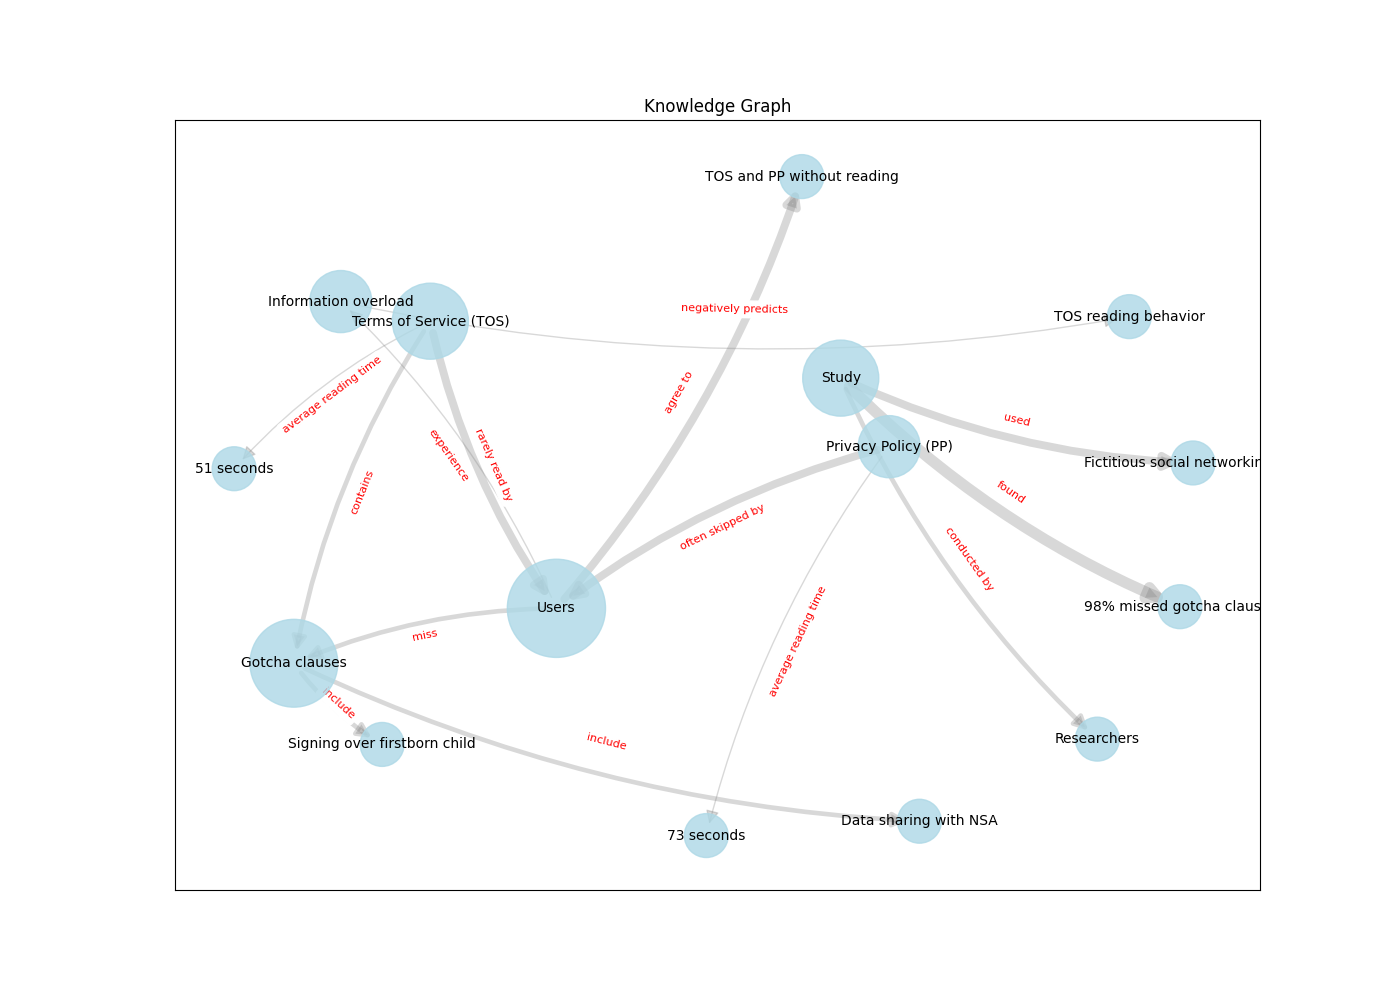 Knowledge Graph
TOS and PP without reading
Information overload
Terms of Service (TOS)
negatively predicts
TOS reading behavior
average reading time
Study
agree to
used
51 seconds
experience
rarely read by
Privacy Policy (PP)
Fictitious social networkin
contains
found
often skipped by
conducted by
Users
98% missed gotcha claus
miss
average reading time
Gotcha clauses
include
Signing over firstborn child
include
Researchers
73 seconds
Data sharing with NSA